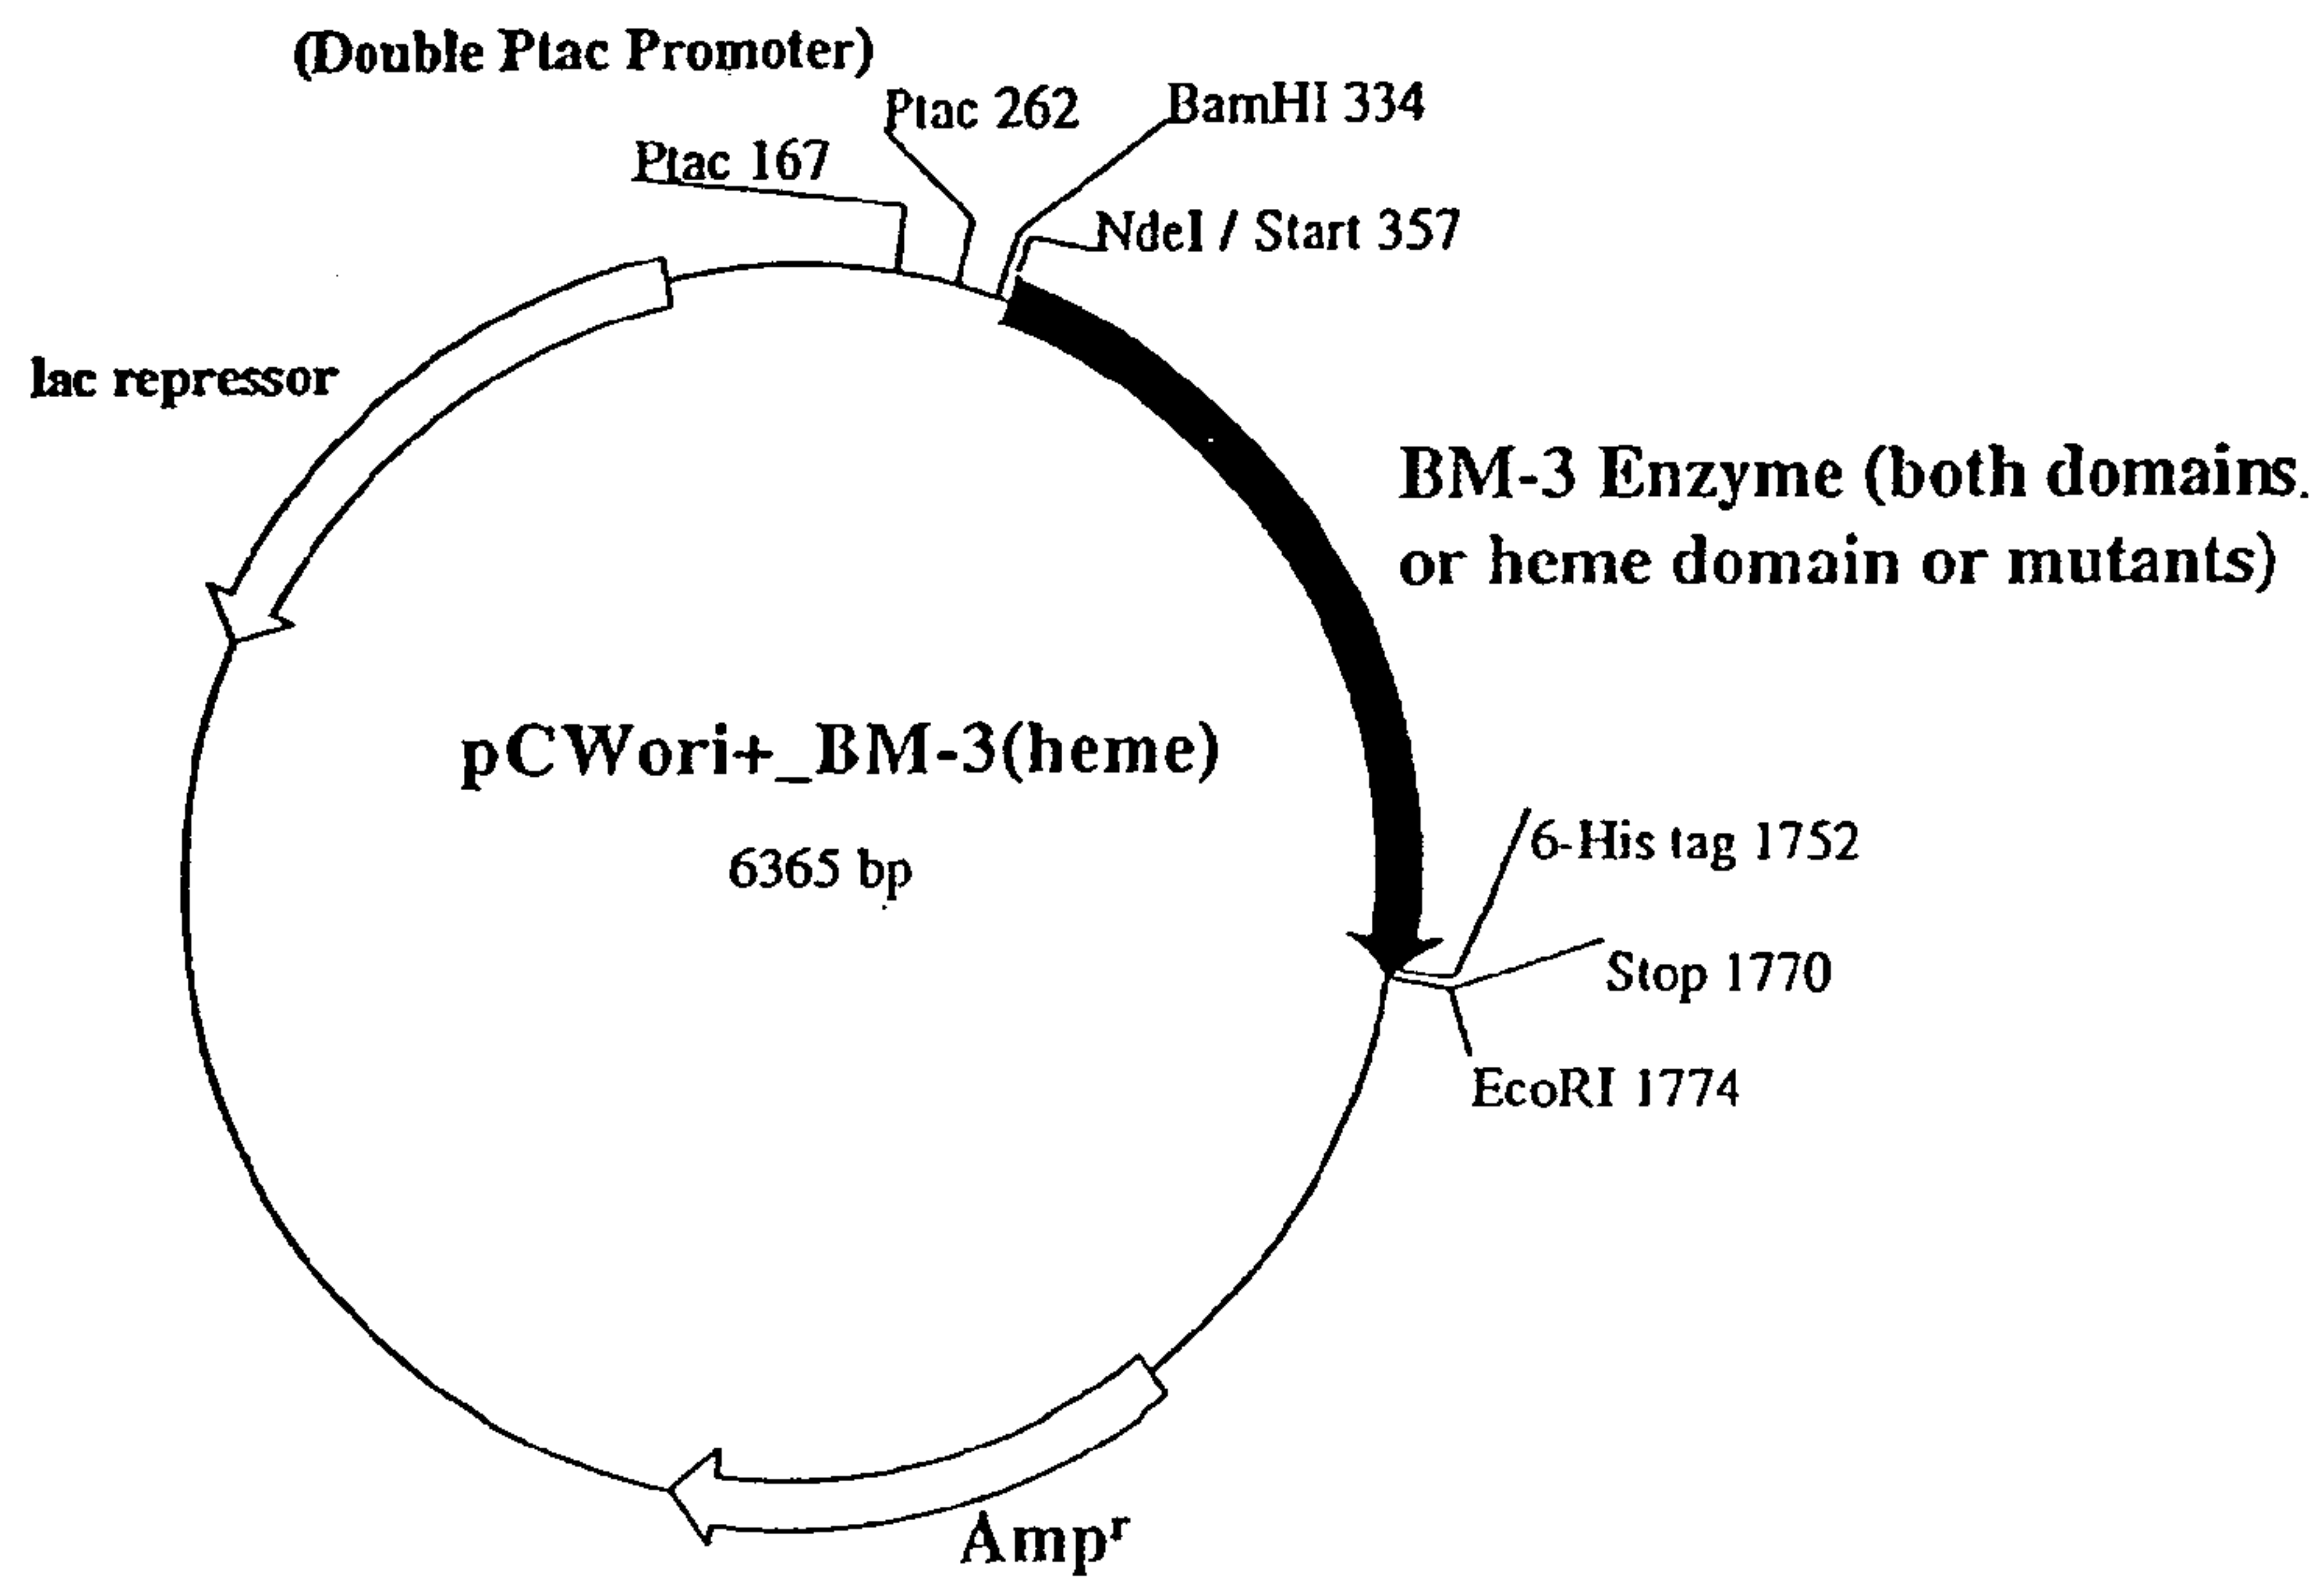 (Double Ptac Promoter)
Ptac 262
BamHI 334
Ptac 167
NdeI / Start 357
lac repressor
BM-3 Enzyme (both domains.
or heme domain or mutants)
pCWori+_BM-3(heme)
6365 bp
6-His tag 1752
Stop 1770
EcoRI 1774
Ampʳ